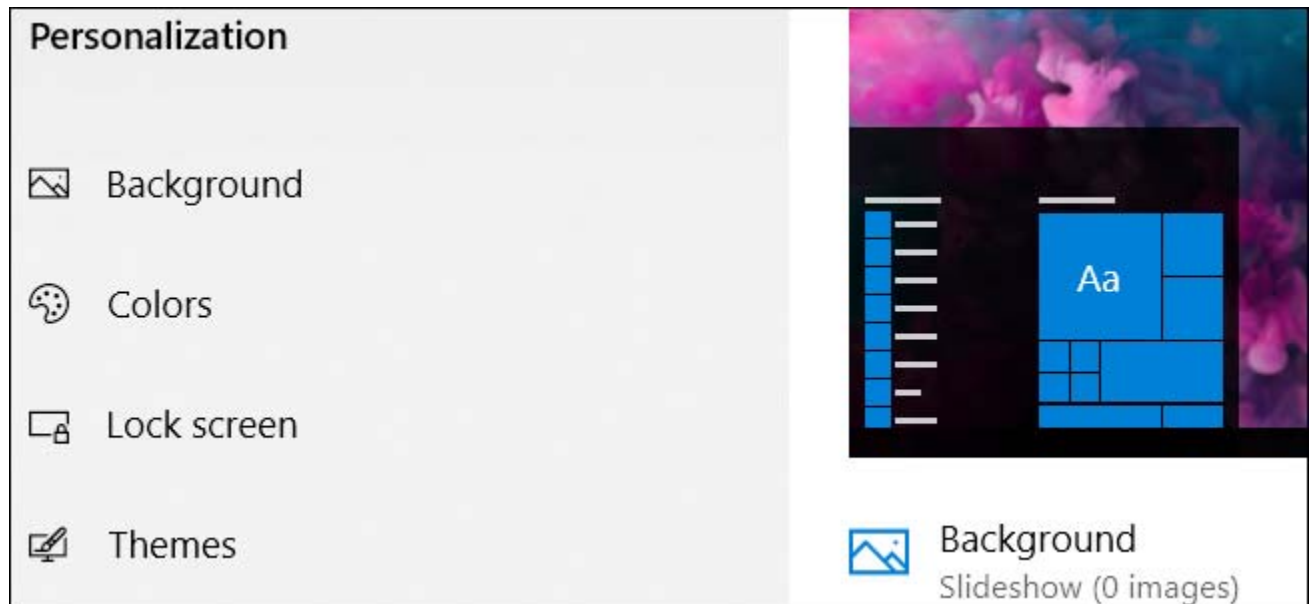 Personalization
Background
Colors
Lock screen
Themes
Aa
Background
Slideshow (0 images)